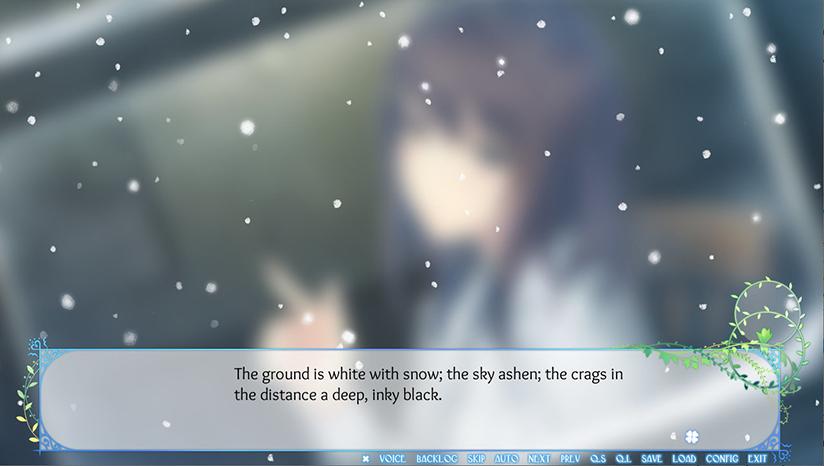 The ground is white with snow; the sky ashen; the crags in
the distance a deep, inky black.
VOICE BACKLOG SKIP AUTO NEXT PREV Q.S Q.L SAVE LOAD CONFIG EXIT